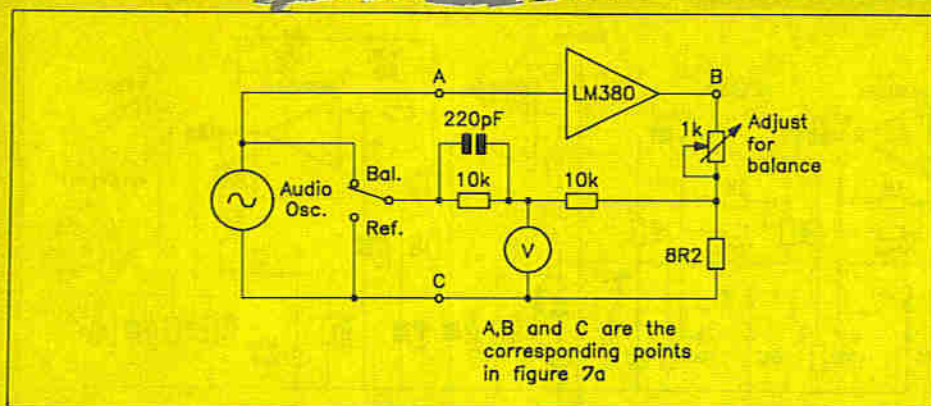 A
B
LM380
220pF
1k
Adjust
for
balance
Bal.
Audio
Osc.
10k
10k
Ref.
V
8R2
C
A,B and C are the
corresponding points
in figure 7a